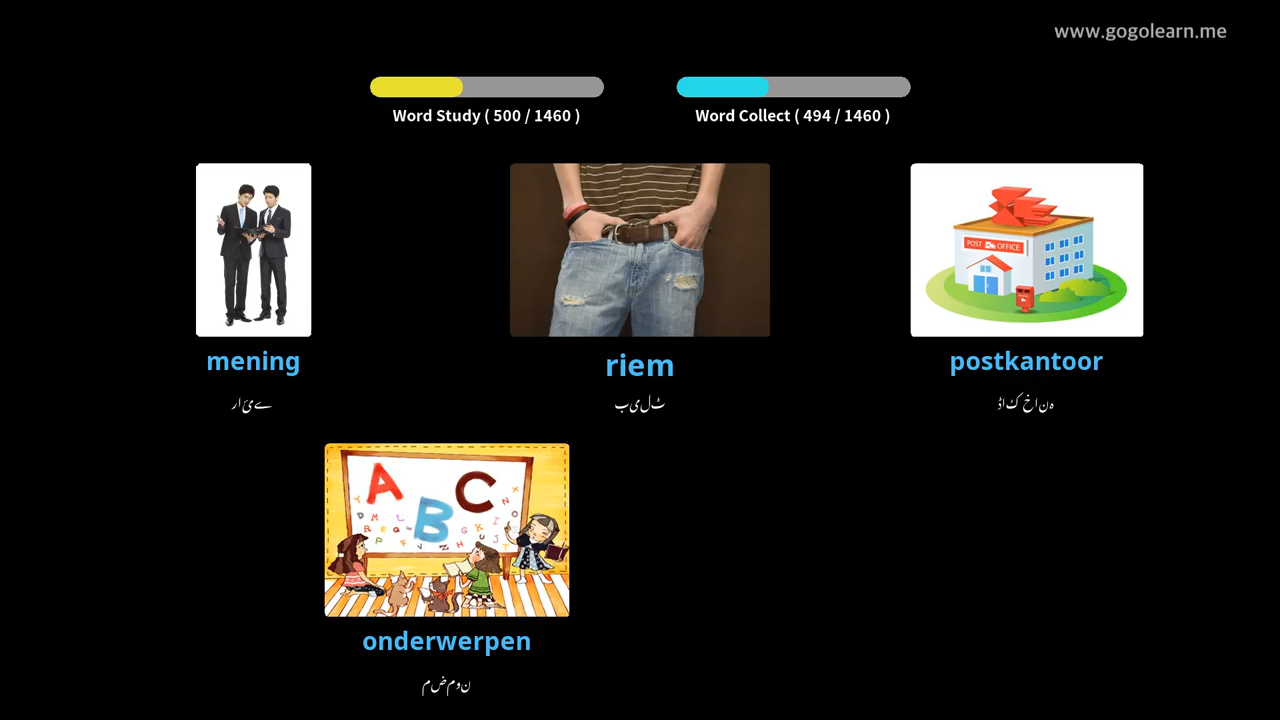 www.gogolearn.me
Word Study ( 500 / 1460 )
Word Collect ( 494 / 1460 )
POST OFFICE
mening
riem
postkantoor
رائے
بیلٹ
ڈاک خانہ
A B C
onderwerpen
مضمون